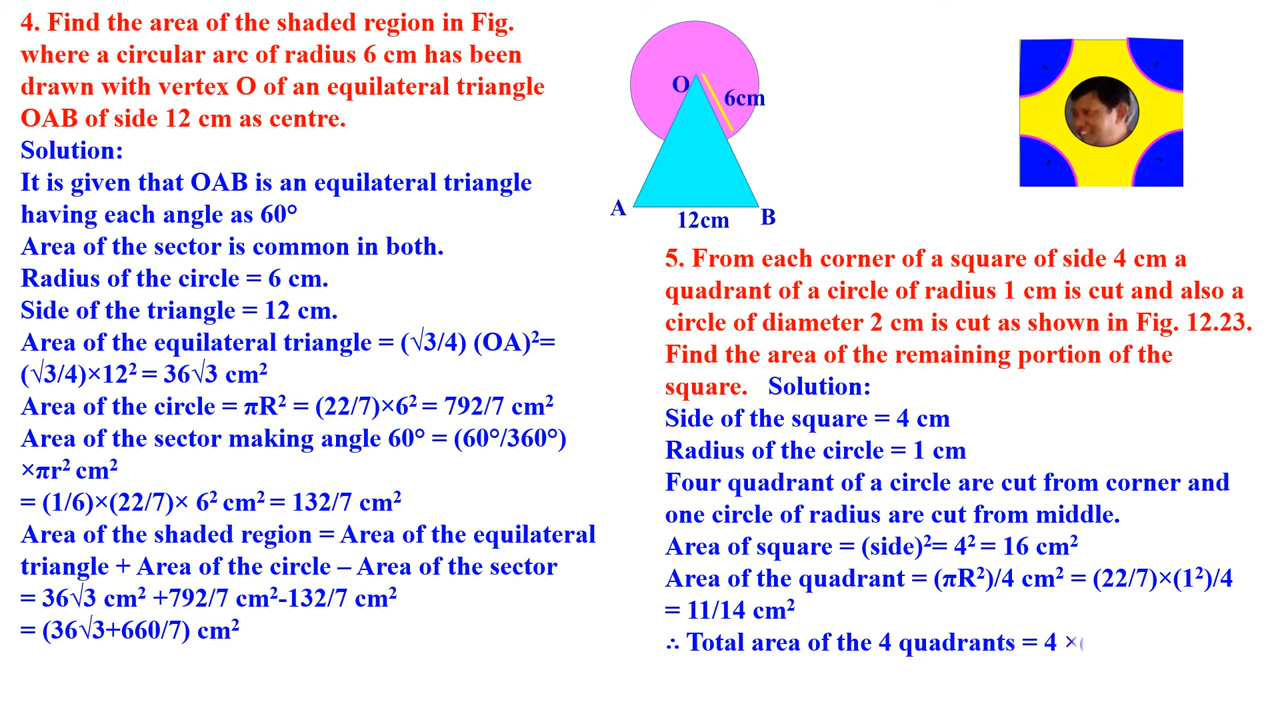 4. Find the area of the shaded region in Fig.
where a circular arc of radius 6 cm has been
drawn with vertex O of an equilateral triangle
OAB of side 12 cm as centre.
Solution:
It is given that OAB is an equilateral triangle
having each angle as 60°
Area of the sector is common in both.
Radius of the circle = 6 cm.
Side of the triangle = 12 cm.
Area of the equilateral triangle = (√3/4) (OA)²=
(√3/4)×12² = 36√3 cm²
Area of the circle = πR² = (22/7)×6² = 792/7 cm²
Area of the sector making angle 60° = (60°/360°)
×πr² cm²
= (1/6)×(22/7)× 6² cm² = 132/7 cm²
Area of the shaded region = Area of the equilateral
triangle + Area of the circle – Area of the sector
= 36√3 cm² +792/7 cm²-132/7 cm²
= (36√3+660/7) cm²
O
6cm
A
12cm
B
5. From each corner of a square of side 4 cm a
quadrant of a circle of radius 1 cm is cut and also a
circle of diameter 2 cm is cut as shown in Fig. 12.23.
Find the area of the remaining portion of the
square. Solution:
Side of the square = 4 cm
Radius of the circle = 1 cm
Four quadrant of a circle are cut from corner and
one circle of radius are cut from middle.
Area of square = (side)²= 4² = 16 cm²
Area of the quadrant = (πR²)/4 cm² = (22/7)×(1²)/4
= 11/14 cm²
∴ Total area of the 4 quadrants = 4 ×(